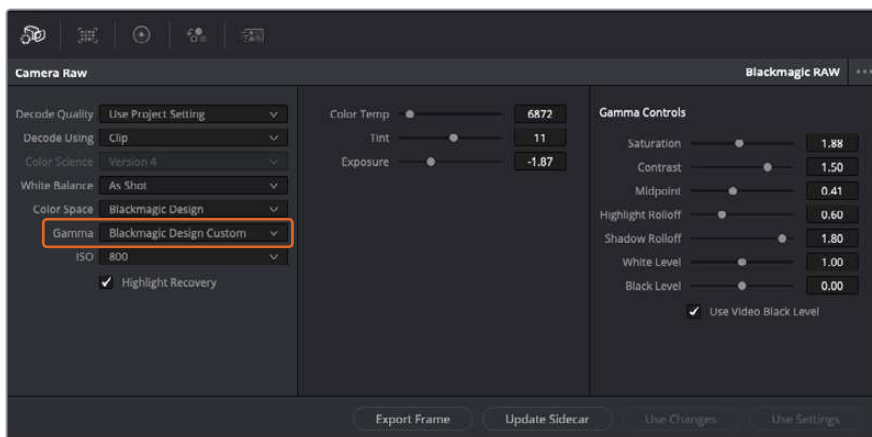 Camera Raw
Blackmagic RAW
Decode Quality Use Project Setting
Decode Using Clip
Color Science Version 4
White Balance As Shot
Color Space Blackmagic Design
Gamma Blackmagic Design Custom
ISO 800
Highlight Recovery
Color Temp 6872
Tint 11
Exposure -1.87
Gamma Controls
Saturation 1.88
Contrast 1.50
Midpoint 0.41
Highlight Rolloff 0.60
Shadow Rolloff 1.80
White Level 1.00
Black Level 0.00
Use Video Black Level
Export Frame
Update Sidecar
Use Changes
Use Settings